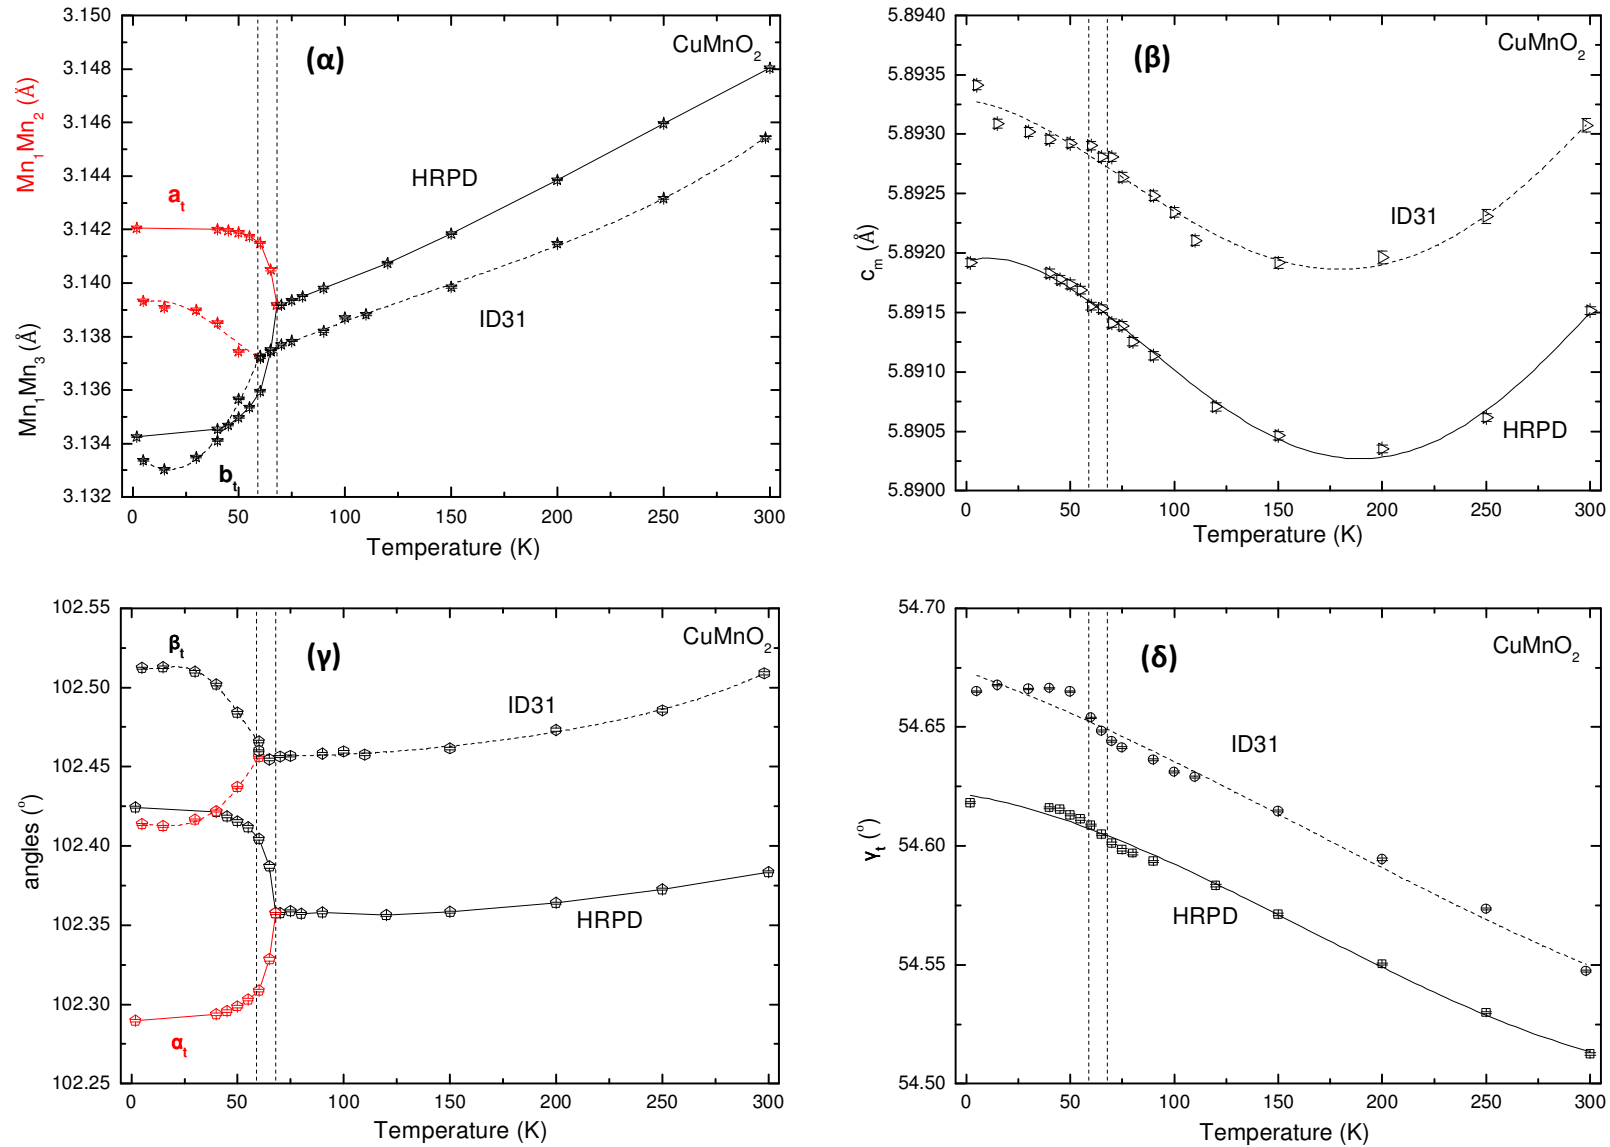 (α)
CuMnO2
3.150
3.148
3.146
3.144
3.142
3.140
3.138
3.136
3.134
3.132
Mn1Mn2 (Å)
Mn1Mn3 (Å)
at
bt
HRPD
ID31
0 50 100 150 200 250 300
Temperature (K)
(β)
CuMnO2
5.8940
5.8935
5.8930
5.8925
5.8920
5.8915
5.8910
5.8905
5.8900
cm (Å)
ID31
HRPD
0 50 100 150 200 250 300
Temperature (K)
(γ)
CuMnO2
102.55
102.50
102.45
102.40
102.35
102.30
102.25
angles (°)
βt
αt
ID31
HRPD
0 50 100 150 200 250 300
Temperature (K)
(δ)
CuMnO2
54.70
54.65
54.60
54.55
54.50
γt (°)
ID31
HRPD
0 50 100 150 200 250 300
Temperature (K)